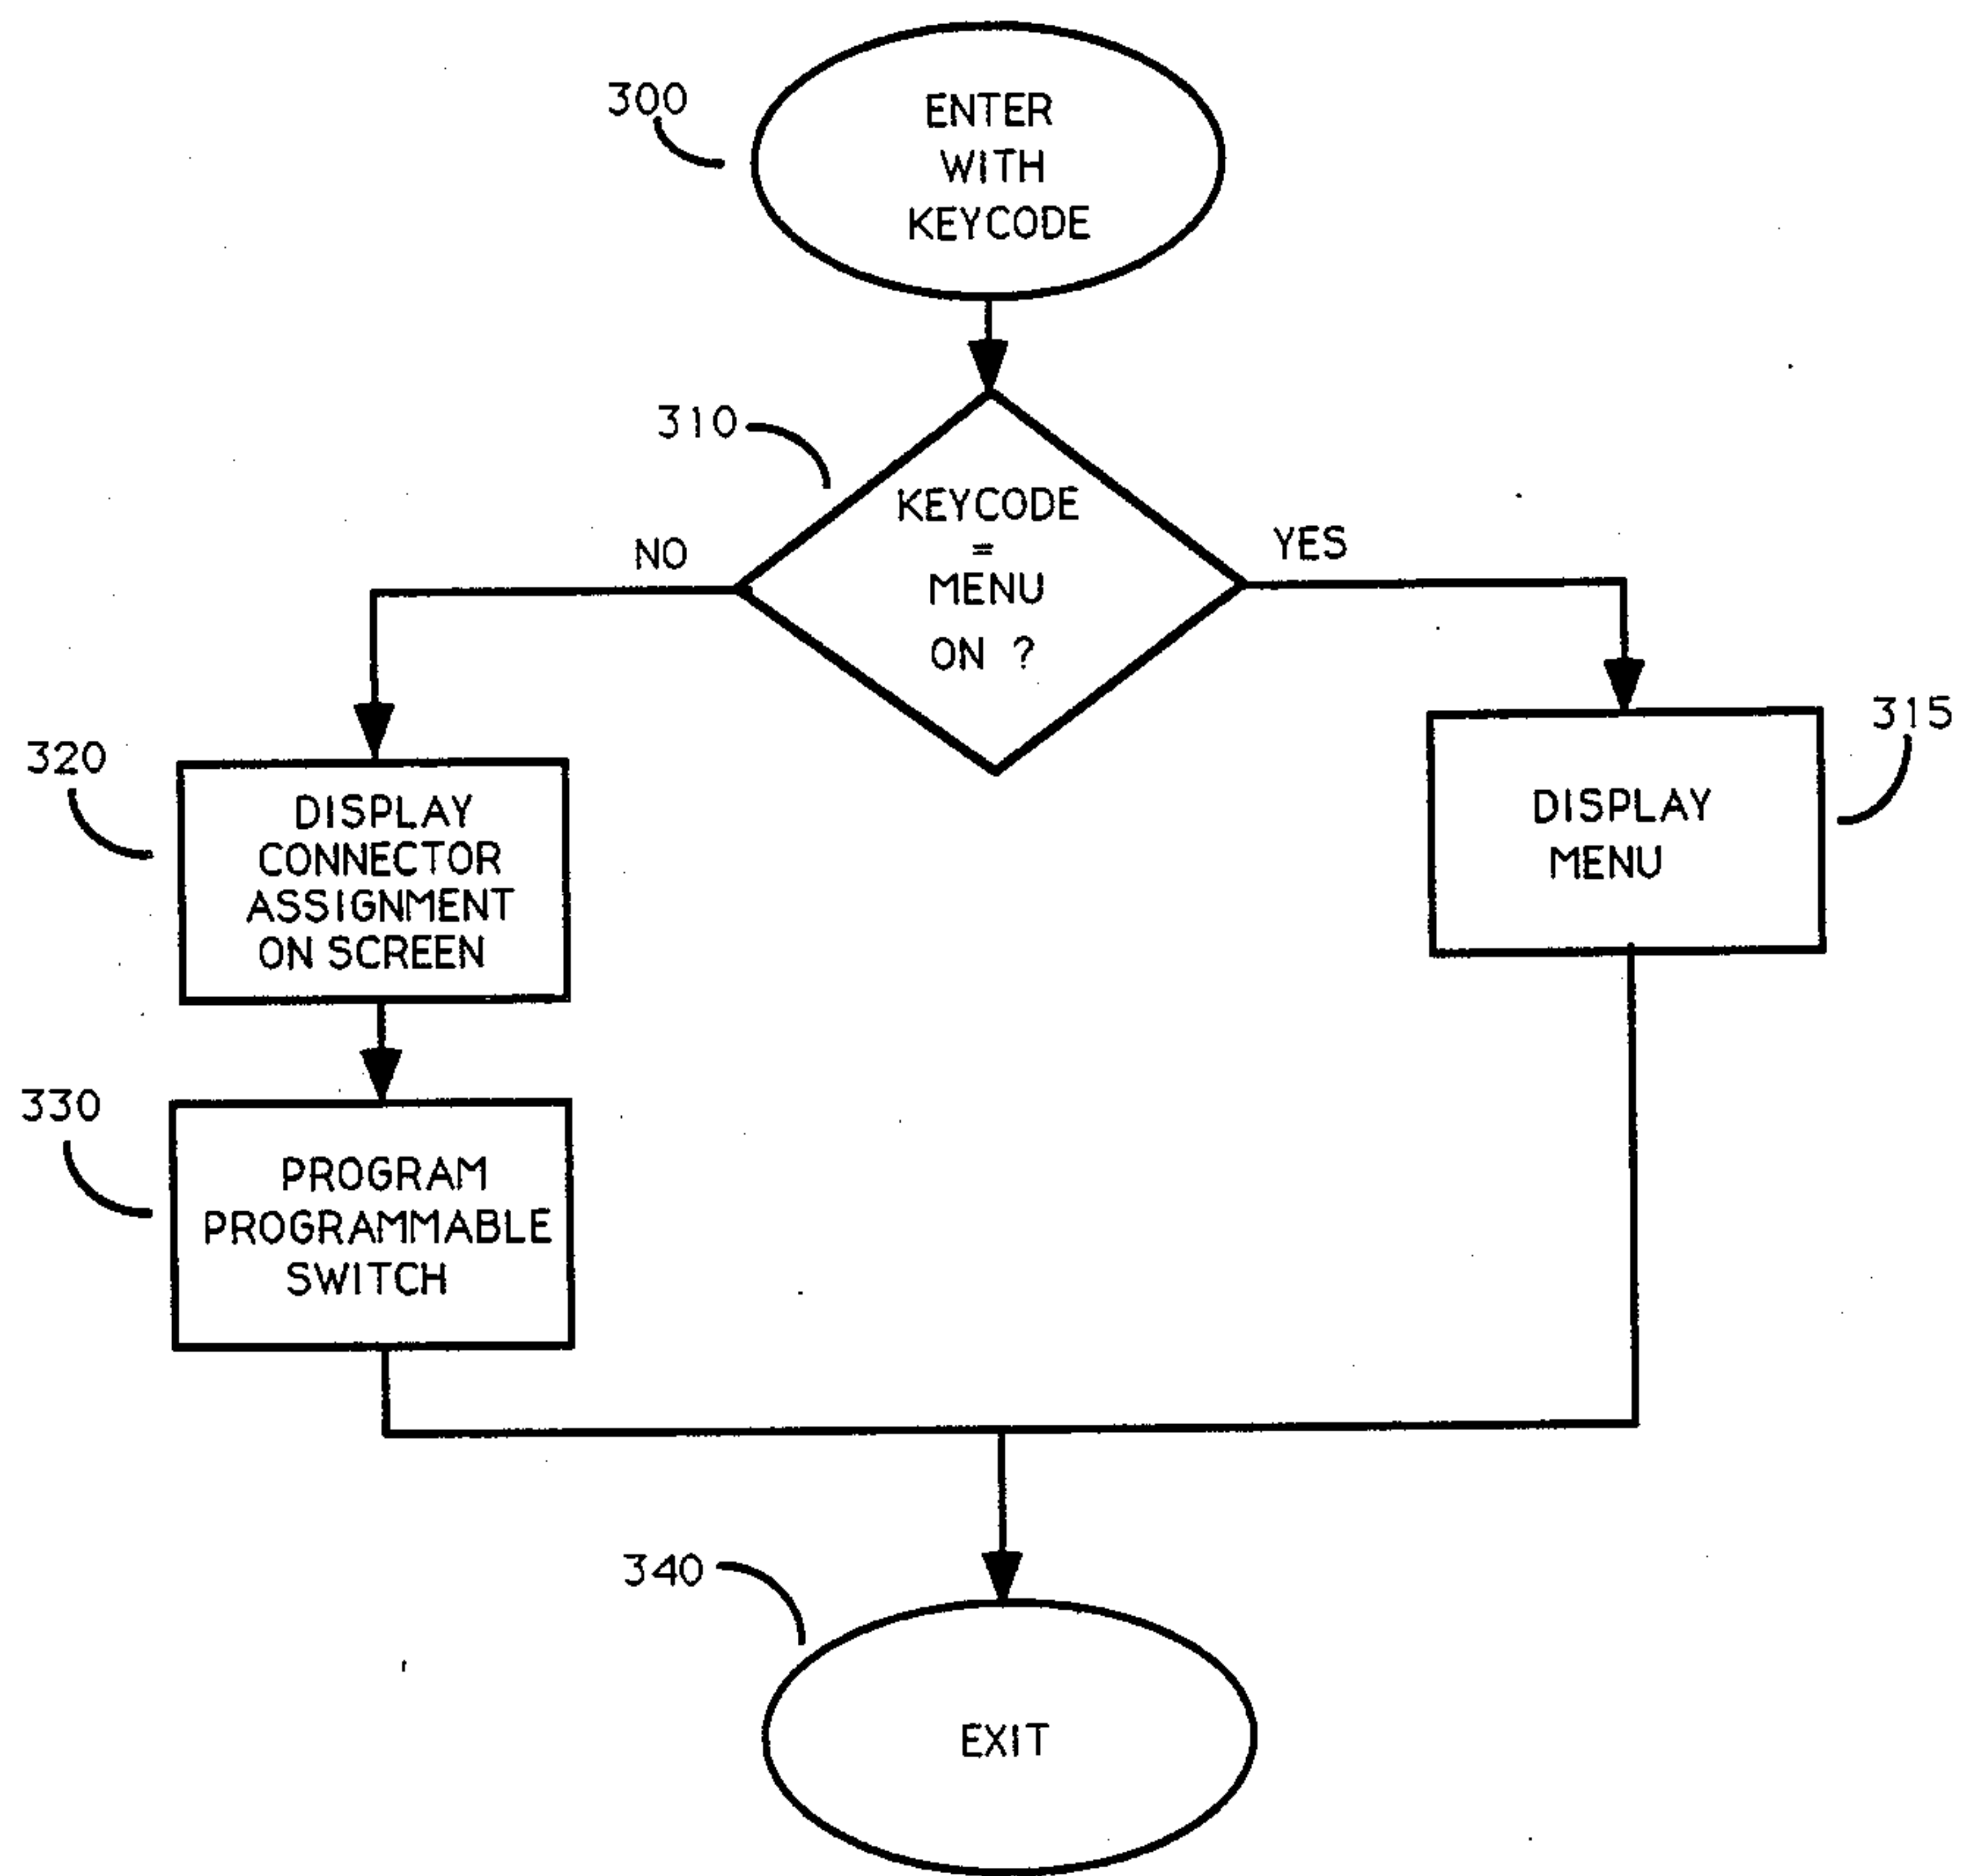 300
ENTER
WITH
KEYCODE
310
KEYCODE
=
MENU
ON ?
NO
YES
315
DISPLAY
MENU
320
DISPLAY
CONNECTOR
ASSIGNMENT
ON SCREEN
330
PROGRAM
PROGRAMMABLE
SWITCH
340
EXIT